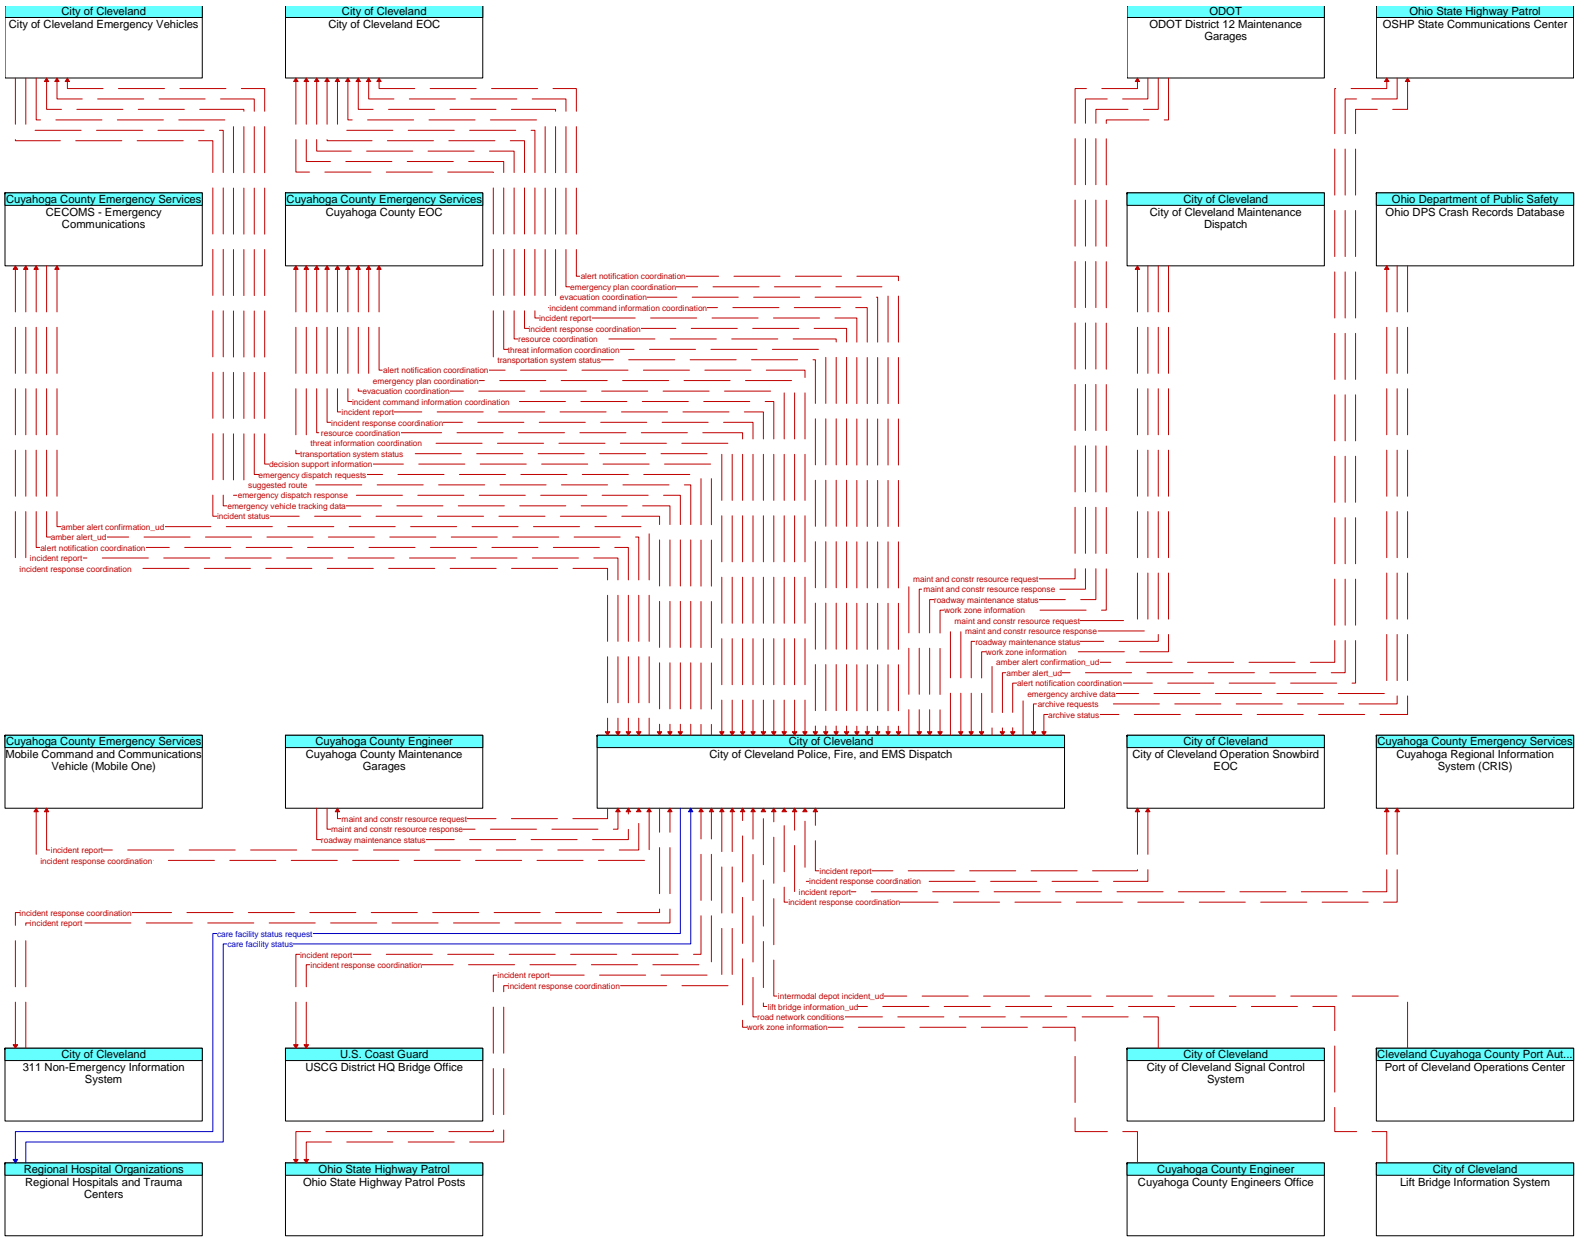 City of Cleveland
City of Cleveland Emergency Vehicles
City of Cleveland
City of Cleveland EOC
ODOT
ODOT District 12 Maintenance
Garages
Ohio State Highway Patrol
OSHP State Communications Center
Cuyahoga County Emergency Services
CECOMS - Emergency
Communications
Cuyahoga County Emergency Services
Cuyahoga County EOC
City of Cleveland
City of Cleveland Maintenance
Dispatch
Ohio Department of Public Safety
Ohio DPS Crash Records Database
alert notification coordination
emergency plan coordination
evacuation coordination
incident command information coordination
incident report
incident response coordination
resource coordination
threat information coordination
transportation system status
alert notification coordination
emergency plan coordination
evacuation coordination
incident command information coordination
incident report
incident response coordination
resource coordination
threat information coordination
transportation system status
decision support information
emergency dispatch requests
suggested route
emergency dispatch response
emergency vehicle tracking data
incident status
amber alert confirmation_ud
amber alert_ud
alert notification coordination
incident report
incident response coordination
maint and constr resource request
maint and constr resource response
roadway maintenance status
work zone information
maint and constr resource request
maint and constr resource response
roadway maintenance status
work zone information
amber alert confirmation_ud
amber alert_ud
alert notification coordination
emergency archive data
archive requests
archive status
Cuyahoga County Emergency Services
Mobile Command and Communications
Vehicle (Mobile One)
Cuyahoga County Engineer
Cuyahoga County Maintenance
Garages
City of Cleveland
City of Cleveland Police, Fire, and EMS Dispatch
City of Cleveland
City of Cleveland Operation Snowbird
EOC
Cuyahoga County Emergency Services
Cuyahoga Regional Information
System (CRIS)
maint and constr resource request
maint and constr resource response
roadway maintenance status
incident report
incident response coordination
incident report
incident response coordination
incident report
incident response coordination
incident response coordination
incident report
care facility status request
care facility status
incident report
incident response coordination
incident report
incident response coordination
intermodal depot incident_ud
lift bridge information_ud
road network conditions
work zone information
City of Cleveland
311 Non-Emergency Information
System
U.S. Coast Guard
USCG District HQ Bridge Office
City of Cleveland
City of Cleveland Signal Control
System
Cleveland Cuyahoga County Port Aut...
Port of Cleveland Operations Center
Regional Hospital Organizations
Regional Hospitals and Trauma
Centers
Ohio State Highway Patrol
Ohio State Highway Patrol Posts
Cuyahoga County Engineer
Cuyahoga County Engineers Office
City of Cleveland
Lift Bridge Information System